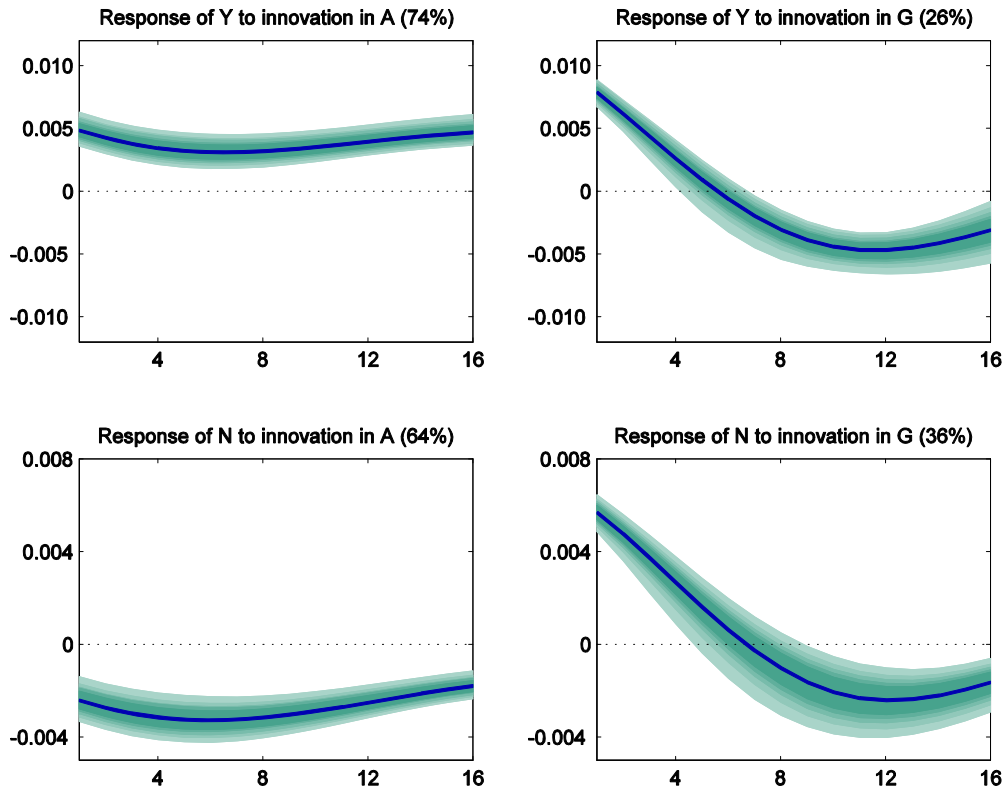 Response of Y to innovation in A (74%)
0.010
0.005
0
-0.005
-0.010
4 8 12 16
Response of Y to innovation in G (26%)
0.010
0.005
0
-0.005
-0.010
4 8 12 16
Response of N to innovation in A (64%)
0.008
0.004
0
-0.004
4 8 12 16
Response of N to innovation in G (36%)
0.008
0.004
0
-0.004
4 8 12 16